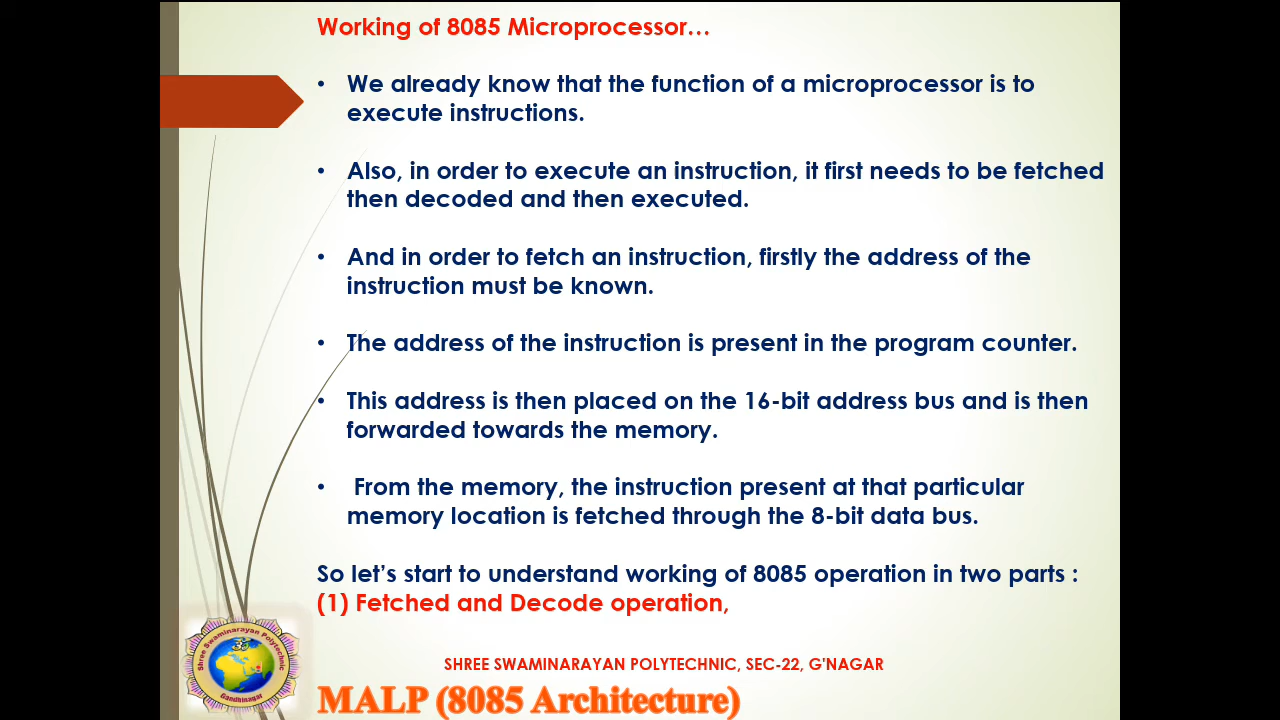 Working of 8085 Microprocessor…
• We already know that the function of a microprocessor is to
execute instructions.
• Also, in order to execute an instruction, it first needs to be fetched
then decoded and then executed.
• And in order to fetch an instruction, firstly the address of the
instruction must be known.
• The address of the instruction is present in the program counter.
• This address is then placed on the 16-bit address bus and is then
forwarded towards the memory.
• From the memory, the instruction present at that particular
memory location is fetched through the 8-bit data bus.
So let’s start to understand working of 8085 operation in two parts :
(1) Fetched and Decode operation,
Shree Swaminarayan Polytechnic
Gandhinagar
SHREE SWAMINARAYAN POLYTECHNIC, SEC-22, G'NAGAR
MALP (8085 Architecture)